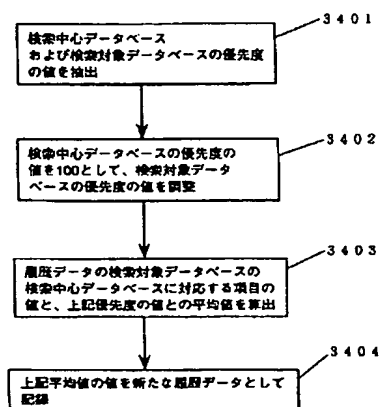 3401
検索中心データベース
および検索対象データベースの優先度
の値を抽出
3402
検索中心データベースの優先度の
値を100として、検索対象データ
ベースの優先度の値を調整
3403
履歴データの検索対象データベースの
検索中心データベースに対応する項目の
値と、上記優先度の値との平均値を算出
3404
上記平均値の値を新たな履歴データとして
記録